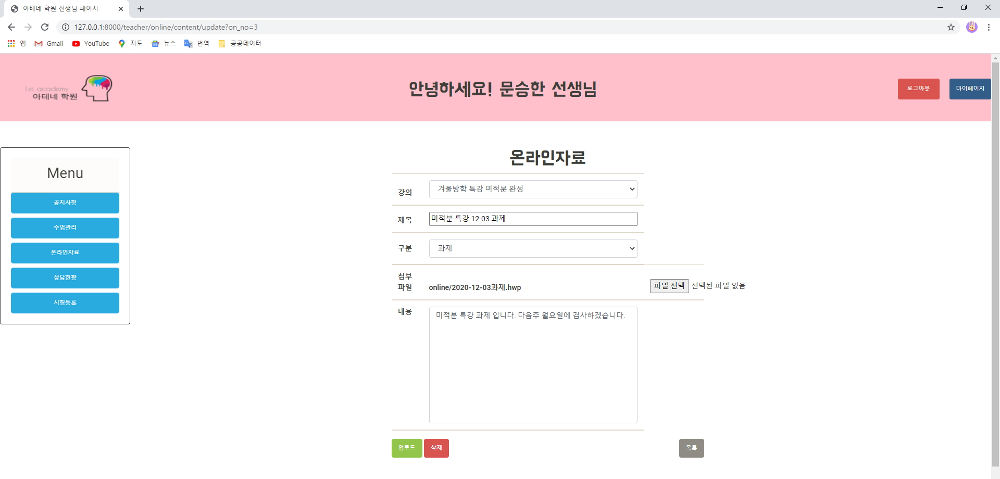 아테네 학원 선생님 페이지
127.0.0.1:8000/teacher/online/content/update?on_no=3
앱 Gmail YouTube 지도 뉴스 번역 공공데이터
1st. academy
아테네 학원
안녕하세요! 문승한 선생님
로그아웃 마이페이지
Menu
공지사항
수업관리
온라인자료
상담현황
시험등록
온라인자료
강의 겨울방학 특강 미적분 완성
제목 미적분 특강 12-03 과제
구분 과제
첨부
파일 online/2020-12-03과제.hwp 파일 선택 선택된 파일 없음
내용 미적분 특강 과제 입니다. 다음주 월요일에 검사하겠습니다.
업로드 삭제 목록